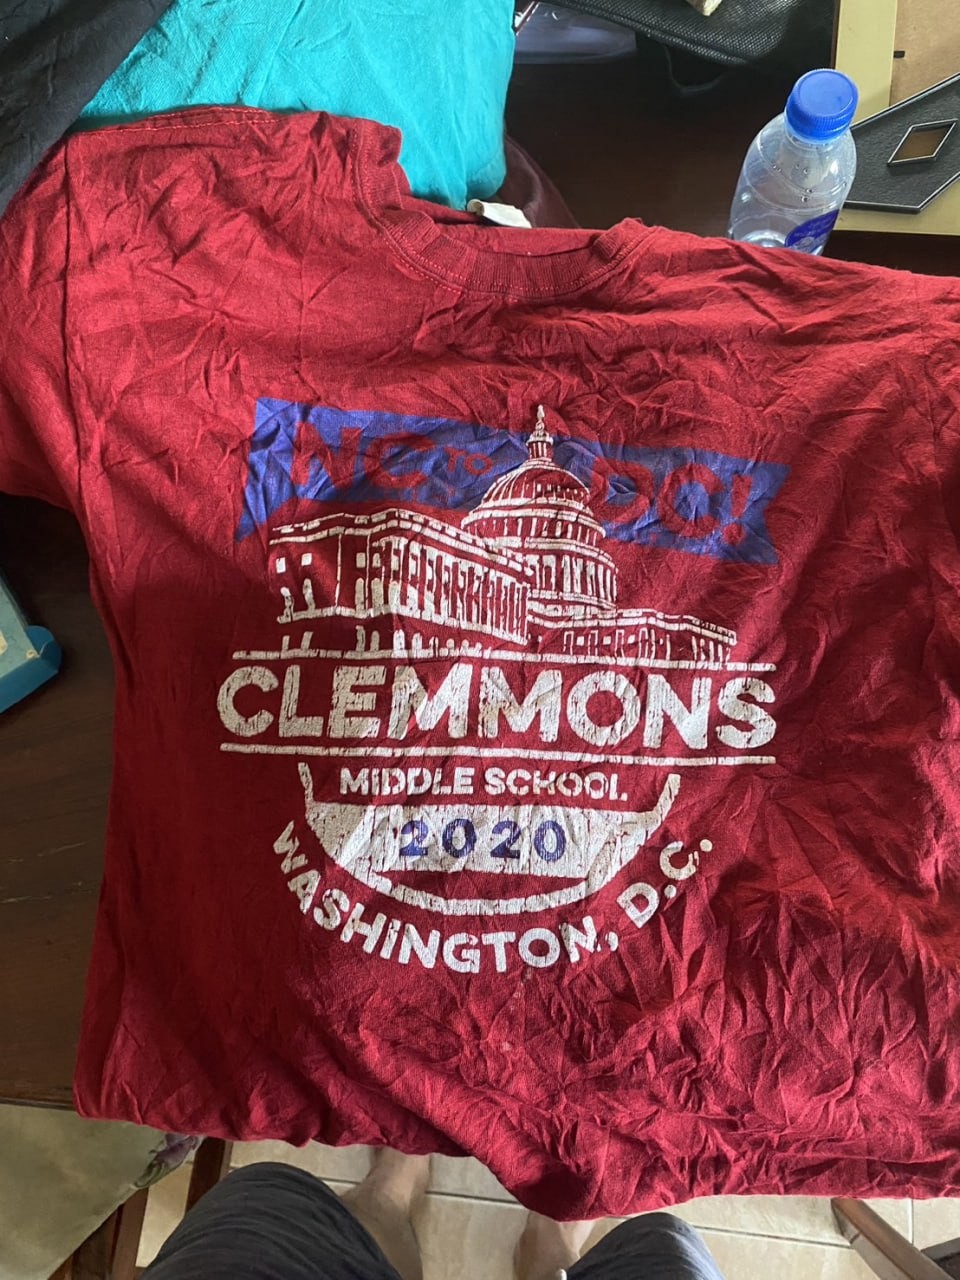 NC TO DC!
CLEMMONS
MIDDLE SCHOOL
2020
WASHINGTON, D.C.